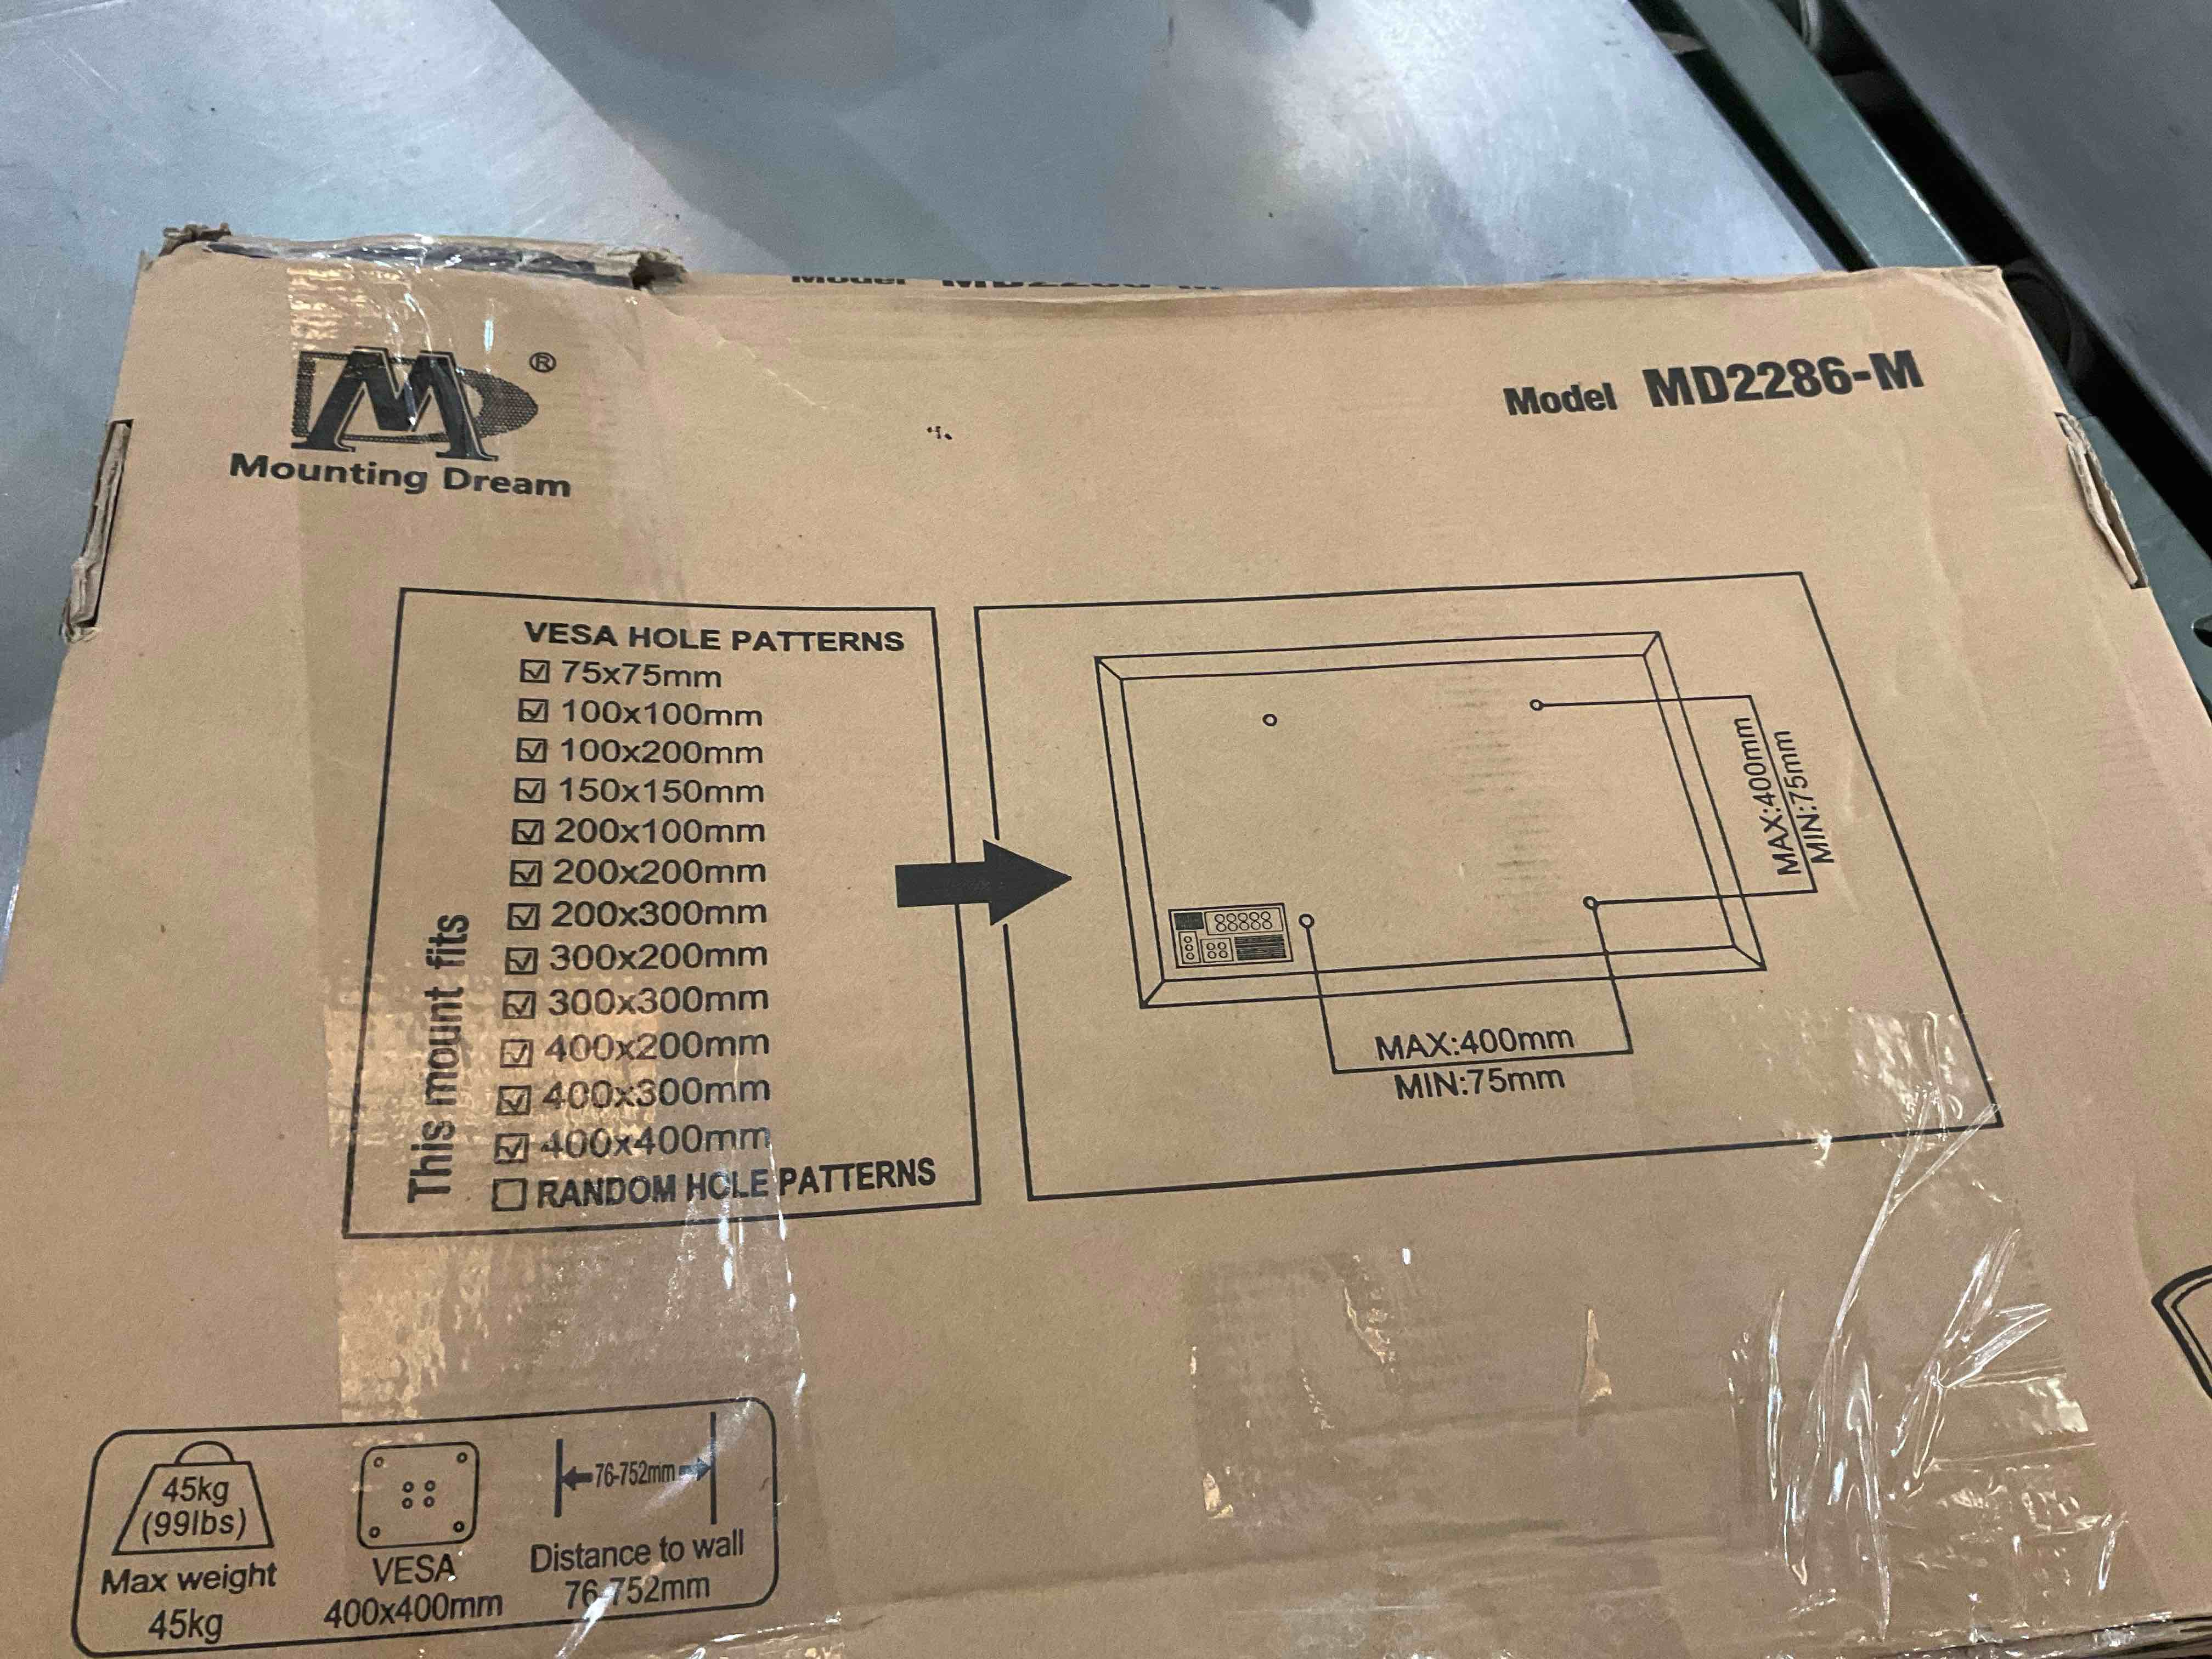 Model MD2286-M
M ®
Mounting Dream
Model MD2286-M
VESA HOLE PATTERNS
75x75mm
100x100mm
100x200mm
150x150mm
200x100mm
200x200mm
200x300mm
300x200mm
300x300mm
400x200mm
400x300mm
400x400mm
RANDOM HOLE PATTERNS
This mount fits
MAX:400mm
MIN:75mm
MAX:400mm
MIN:75mm
45kg
(99lbs)
Max weight
45kg
VESA
400x400mm
76-752mm
Distance to wall
76-752mm